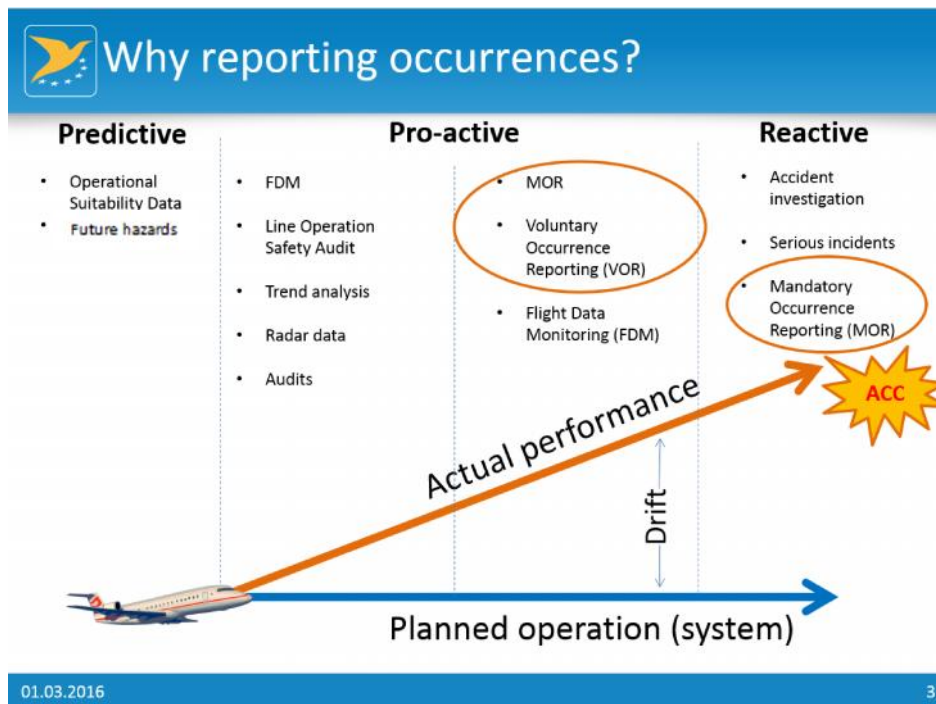 Why reporting occurrences?
Predictive
• Operational
Suitability Data
• Future hazards
Pro-active
• FDM
• Line Operation
Safety Audit
• Trend analysis
• Radar data
• Audits
• MOR
• Voluntary
Occurrence
Reporting (VOR)
• Flight Data
Monitoring (FDM)
Reactive
• Accident
investigation
• Serious incidents
• Mandatory
Occurrence
Reporting (MOR)
ACC
Actual performance
Drift
Planned operation (system)
01.03.2016
3